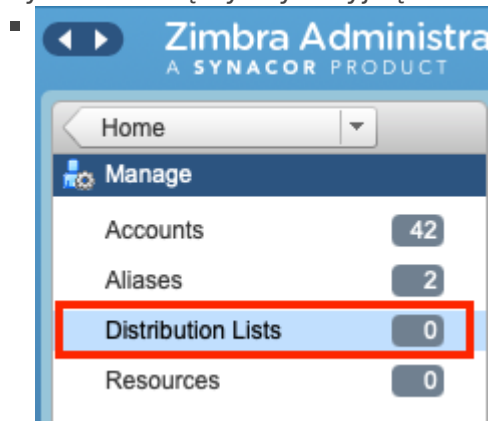 Zimbra Administra
A SYNACOR PRODUCT
Home
Manage
Accounts 42
Aliases 2
Distribution Lists 0
Resources 0